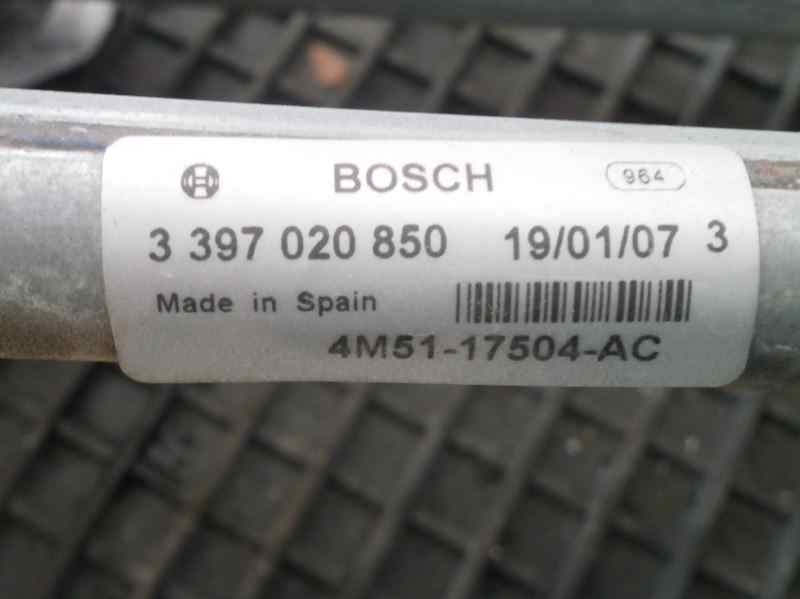 BOSCH 964
3 397 020 850 19/01/07 3
Made in Spain
4M51-17504-AC